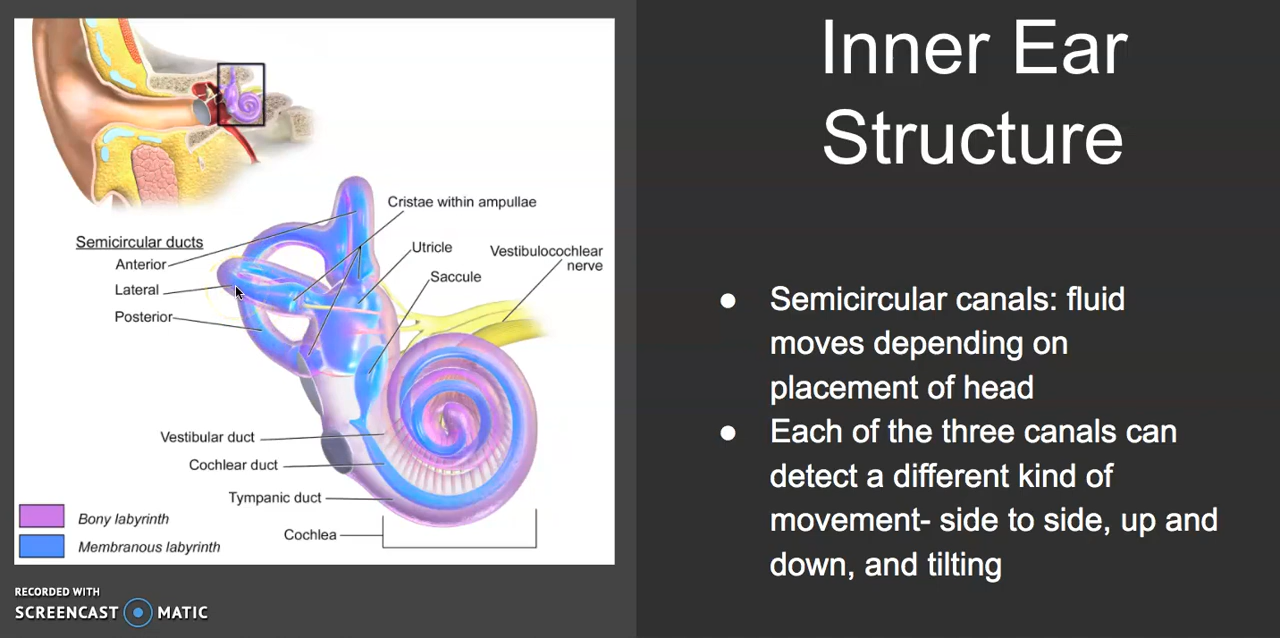 Inner Ear
Structure
Cristae within ampullae
Semicircular ducts
Utricle
Vestibulocochlear
nerve
Anterior
Saccule
Lateral
Posterior
Vestibular duct
Cochlear duct
Tympanic duct
Cochlea
Bony labyrinth
Membranous labyrinth
● Semicircular canals: fluid
moves depending on
placement of head
● Each of the three canals can
detect a different kind of
movement- side to side, up and
down, and tilting
RECORDED WITH
SCREENCAST MATIC